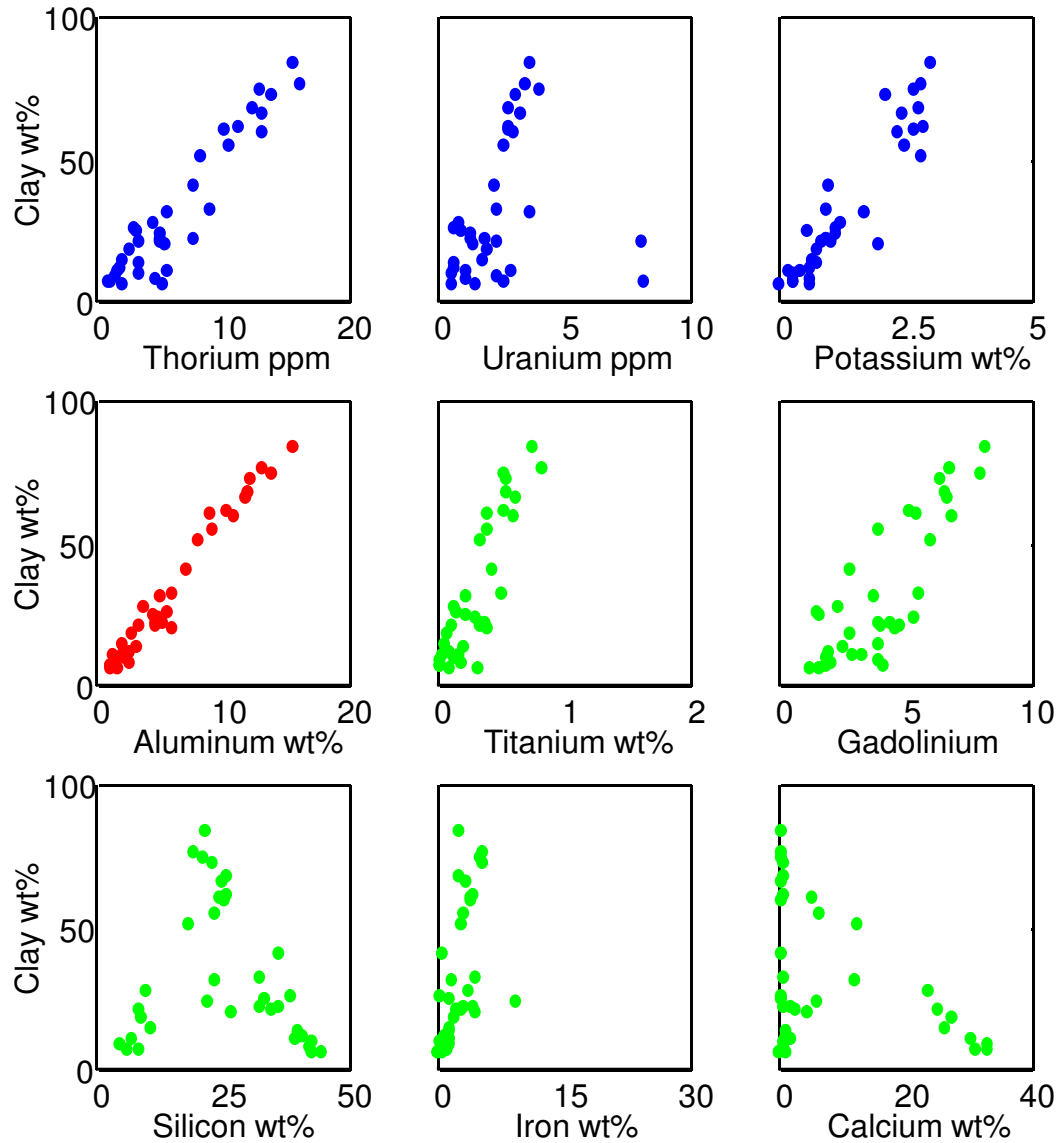 100
Clay wt%
50
0
0 10 20
Thorium ppm
0 5 10
Uranium ppm
0 2.5 5
Potassium wt%
100
Clay wt%
50
0
0 10 20
Aluminum wt%
0 1 2
Titanium wt%
0 5 10
Gadolinium
100
Clay wt%
50
0
0 25 50
Silicon wt%
0 15 30
Iron wt%
0 20 40
Calcium wt%